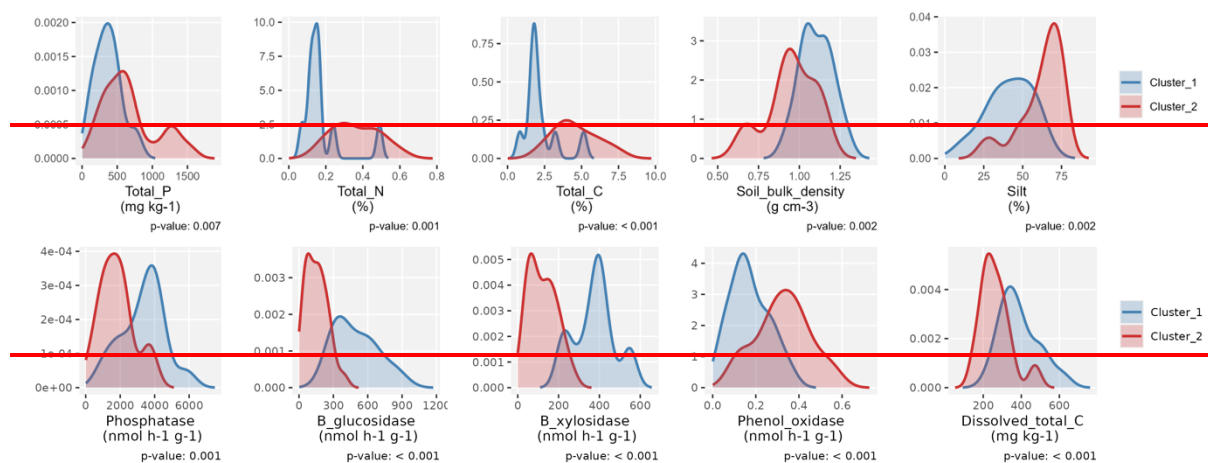 0.0020
0.0015
0.0010
0.0005
0.0000
0 500 1000 1500
Total_P
(mg kg-1)
p-value: 0.007
10.0
7.5
5.0
2.5
0.0
0.0 0.2 0.4 0.6 0.8
Total_N
(%)
p-value: 0.001
0.75
0.50
0.25
0.00
0.0 2.5 5.0 7.5 10.0
Total_C
(%)
p-value: < 0.001
3
2
1
0
0.50 0.75 1.00 1.25
Soil_bulk_density
(g cm-3)
p-value: 0.002
0.04
0.03
0.02
0.01
0.00
0 25 50 75
Silt
(%)
p-value: 0.002
Cluster_1
Cluster_2
4e-04
3e-04
2e-04
1e-04
0e+00
0 2000 4000 6000
Phosphatase
(nmol h-1 g-1)
p-value: 0.001
0.003
0.002
0.001
0.000
0 300 600 900 1200
B_glucosidase
(nmol h-1 g-1)
p-value: < 0.001
0.005
0.004
0.003
0.002
0.001
0.000
0 200 400 600
B_xylosidase
(nmol h-1 g-1)
p-value: < 0.001
4
3
2
1
0
0.0 0.2 0.4 0.6
Phenol_oxidase
(nmol h-1 g-1)
p-value: < 0.001
0.004
0.002
0.000
200 400 600
Dissolved_total_C
(mg kg-1)
p-value: < 0.001
Cluster_1
Cluster_2